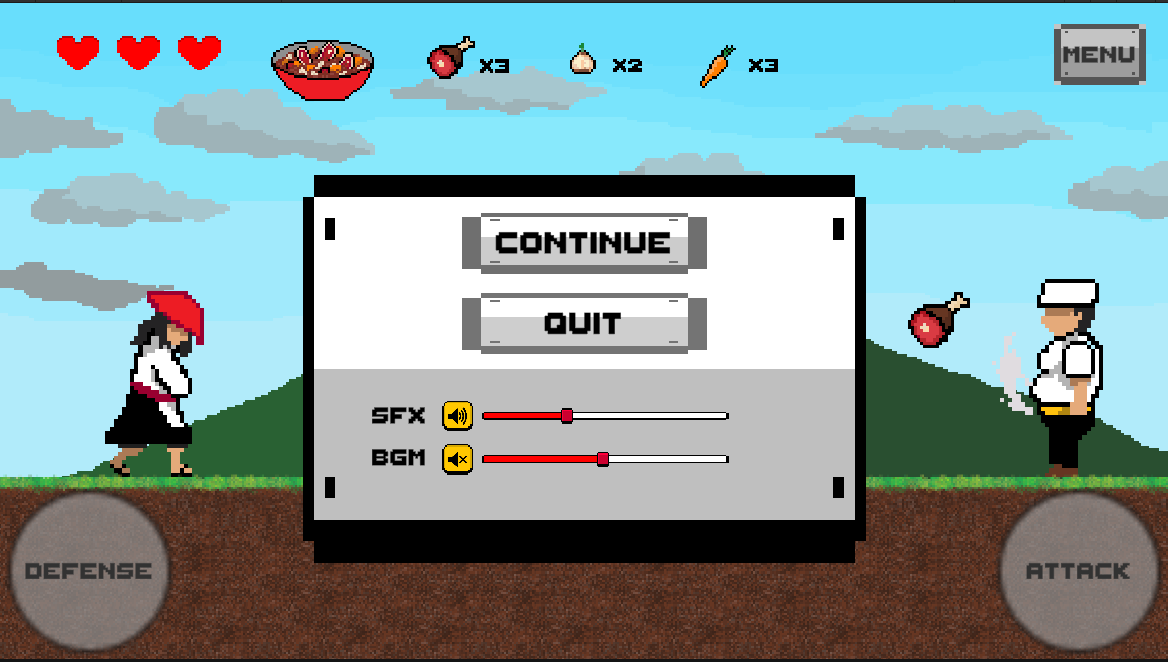 X3
X2
X3
MENU
CONTINUE
QUIT
SFX
BGM
DEFENSE
ATTACK